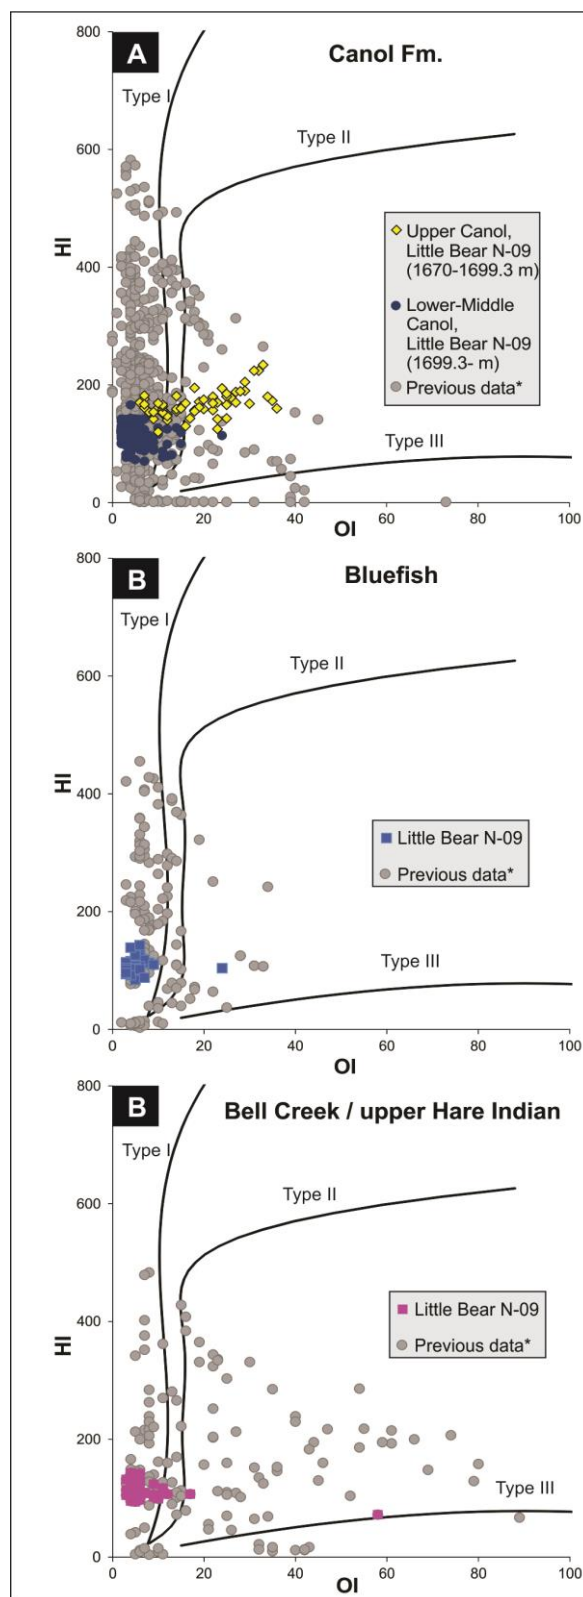 A
Canol Fm.
800
Type I
600
Type II
HI
400
Upper Canol,
Little Bear N-09
(1670-1699.3 m)
Lower-Middle
Canol,
Little Bear N-09
(1699.3- m)
Previous data*
200
Type III
0
0 20 40 60 80 100
OI
B
Bluefish
800
Type I
600
Type II
HI
400
Little Bear N-09
Previous data*
200
Type III
0
0 20 40 60 80 100
OI
B
Bell Creek / upper Hare Indian
800
Type I
600
Type II
HI
400
Little Bear N-09
Previous data*
200
Type III
0
0 20 40 60 80 100
OI